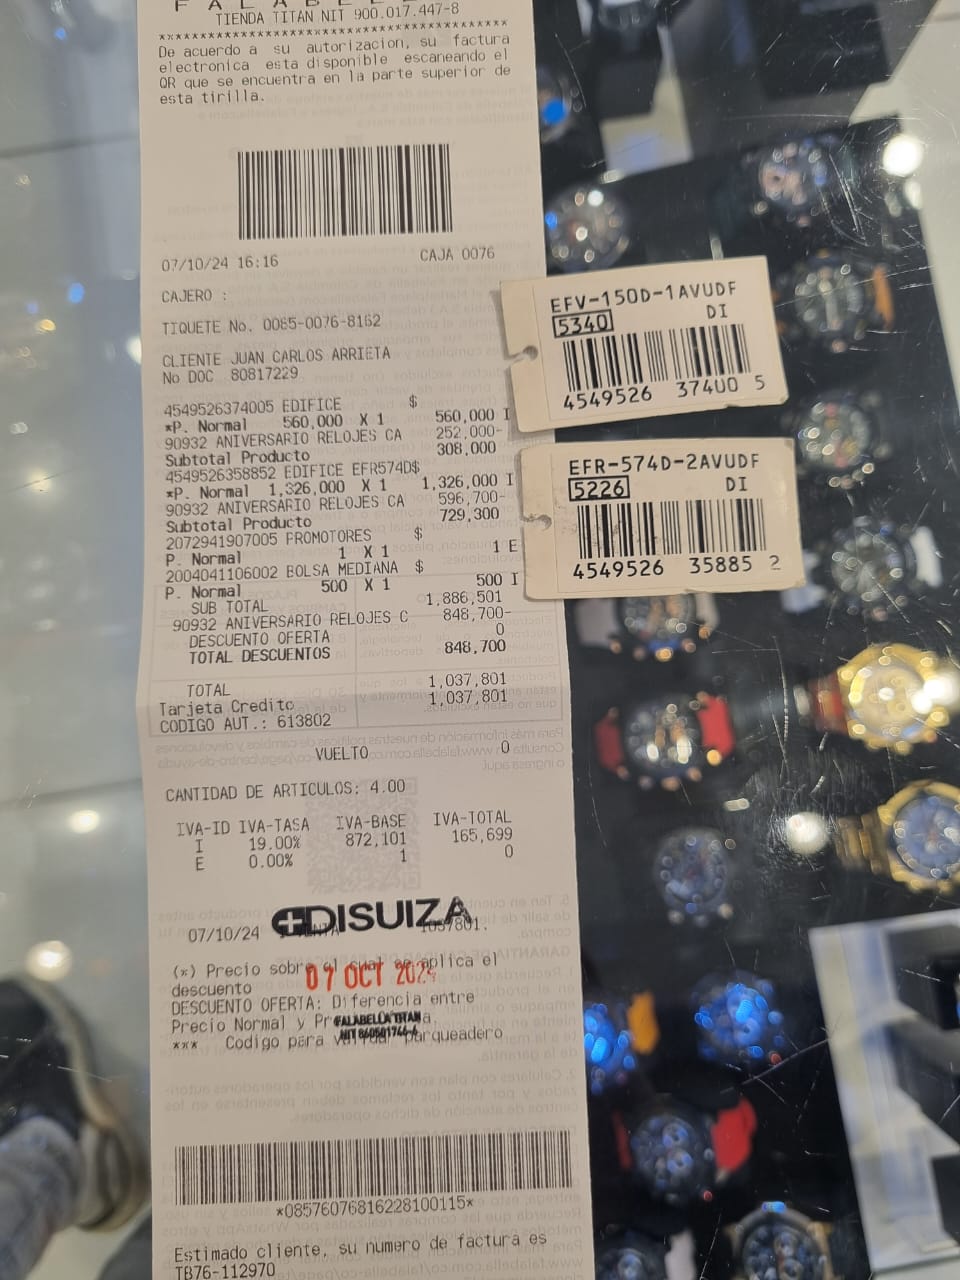 FALABELLA
TIENDA TITAN NIT 900.017.447-8
De acuerdo a su autorizacion, su factura
electronica esta disponible escaneando el
QR que se encuentra en la parte superior de
esta tirilla.
07/10/24 16:16 CAJA 0076
CAJERO :
TIQUETE No. 0085-0076-8162
CLIENTE JUAN CARLOS ARRIETA
No DOC 80817229
4549526374005 EDIFICE $
*P. Normal 560,000 X 1 560,000 I
90932 ANIVERSARIO RELOJES CA 252,000-
Subtotal Producto 308,000
4549526358852 EDIFICE EFR574D$
*P. Normal 1,326,000 X 1 1,326,000 I
90932 ANIVERSARIO RELOJES CA 596,700-
Subtotal Producto 729,300
2072941907005 PROMOTORES $
P. Normal 1 X 1 1 E
2004041106002 BOLSA MEDIANA $
P. Normal 500 X 1 500 I
SUB TOTAL 1,886,501
90932 ANIVERSARIO RELOJES C 848,700-
DESCUENTO OFERTA 0
TOTAL DESCUENTOS 848,700
TOTAL 1,037,801
Tarjeta Credito 1,037,801
CODIGO AUT.: 613802
VUELTO 0
CANTIDAD DE ARTICULOS: 4.00
IVA-ID IVA-TASA IVA-BASE IVA-TOTAL
I 19.00% 872,101 165,699
E 0.00% 1 0
DISUIZA
07/10/24 1037801.
(*) Precio sobre el cual se aplica el
07 OCT 2024
descuento
DESCUENTO OFERTA: Diferencia entre
Precio Normal y
FALABELLA TITAN
NIT 860501744-4
*** Codigo para validar parqueadero
*08576076816228100115*
Estimado cliente, su numero de factura es
TB76-112970
EFV-150D-1AVUDF
5340 DI
4549526 37400 5
EFR-574D-2AVUDF
5226 DI
4549526 35885 2